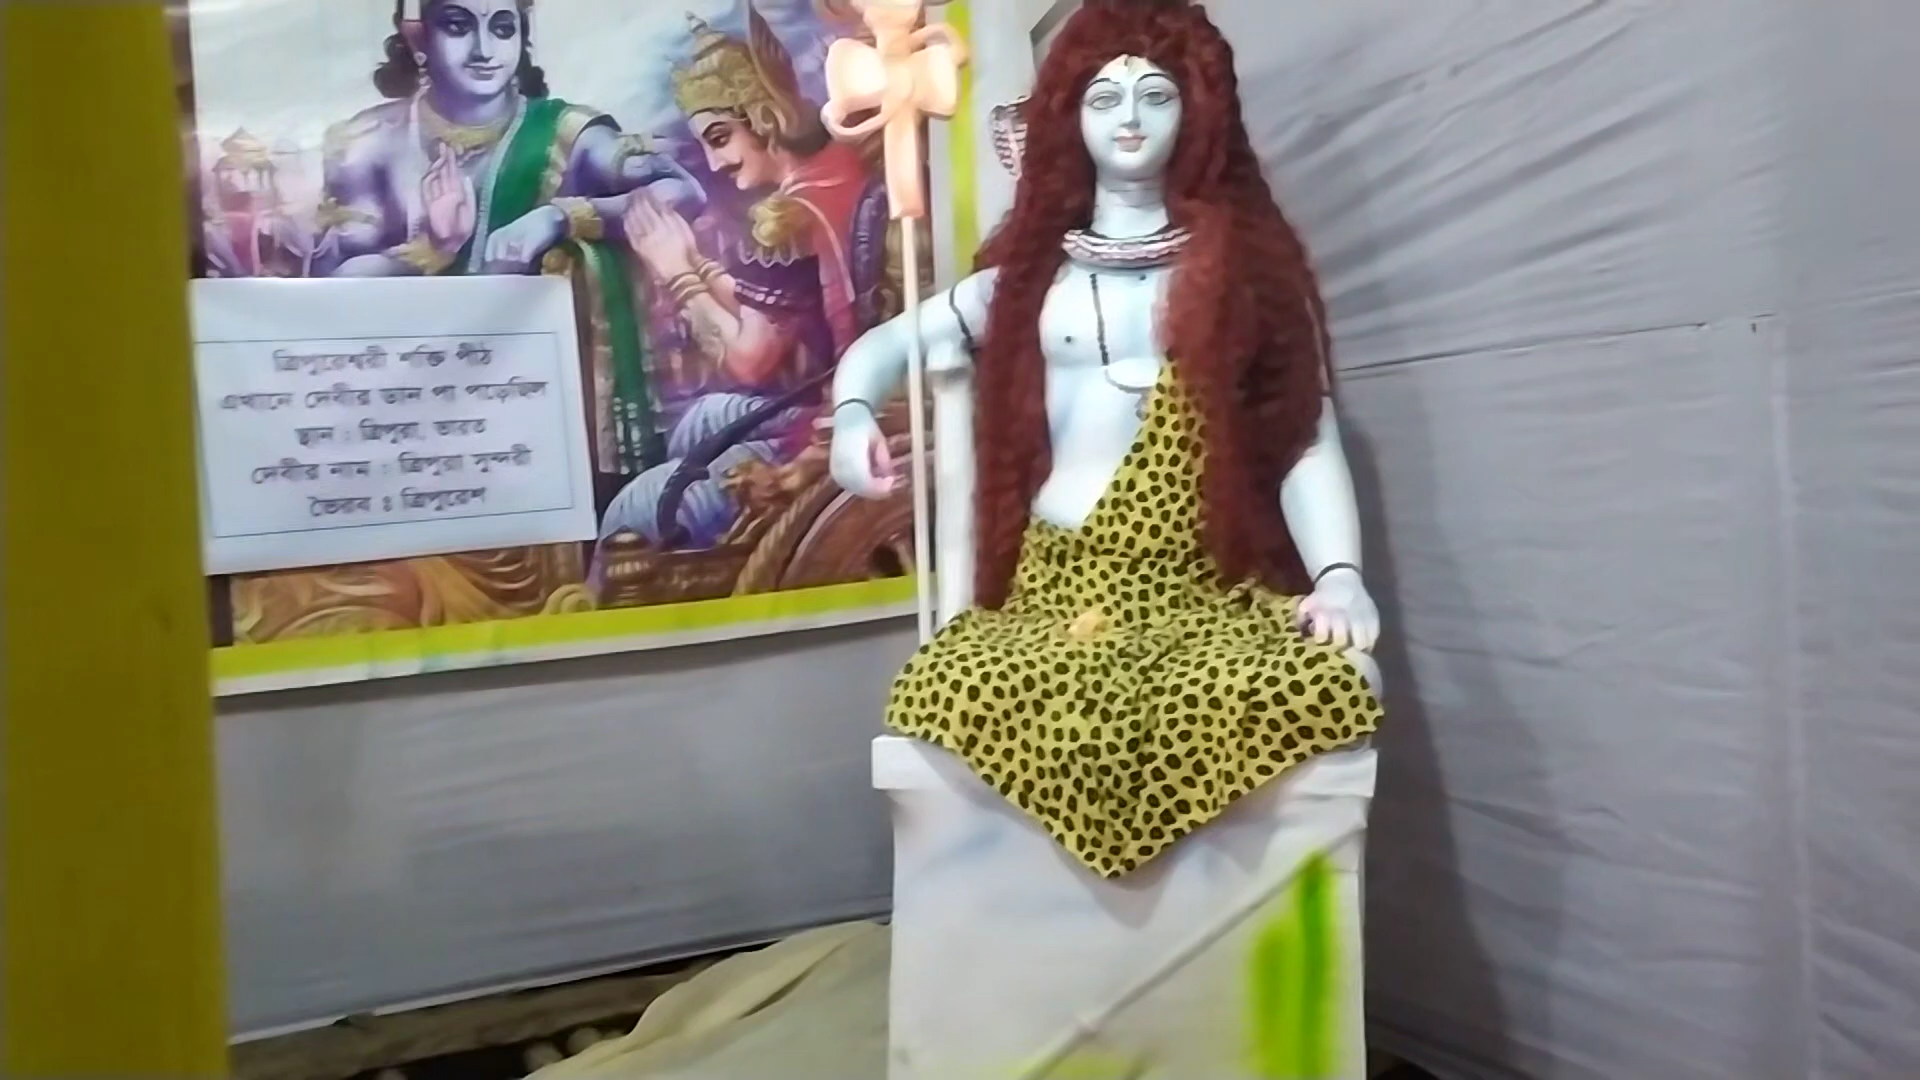 ত্রিপুরেশ্বরী শক্তি পীঠ
এখানে দেবীর ডান পা পড়েছিল
স্থান : ত্রিপুরা, ভারত
দেবীর নাম : ত্রিপুরা সুন্দরী
ভৈরব ঃ ত্রিপুরেশ